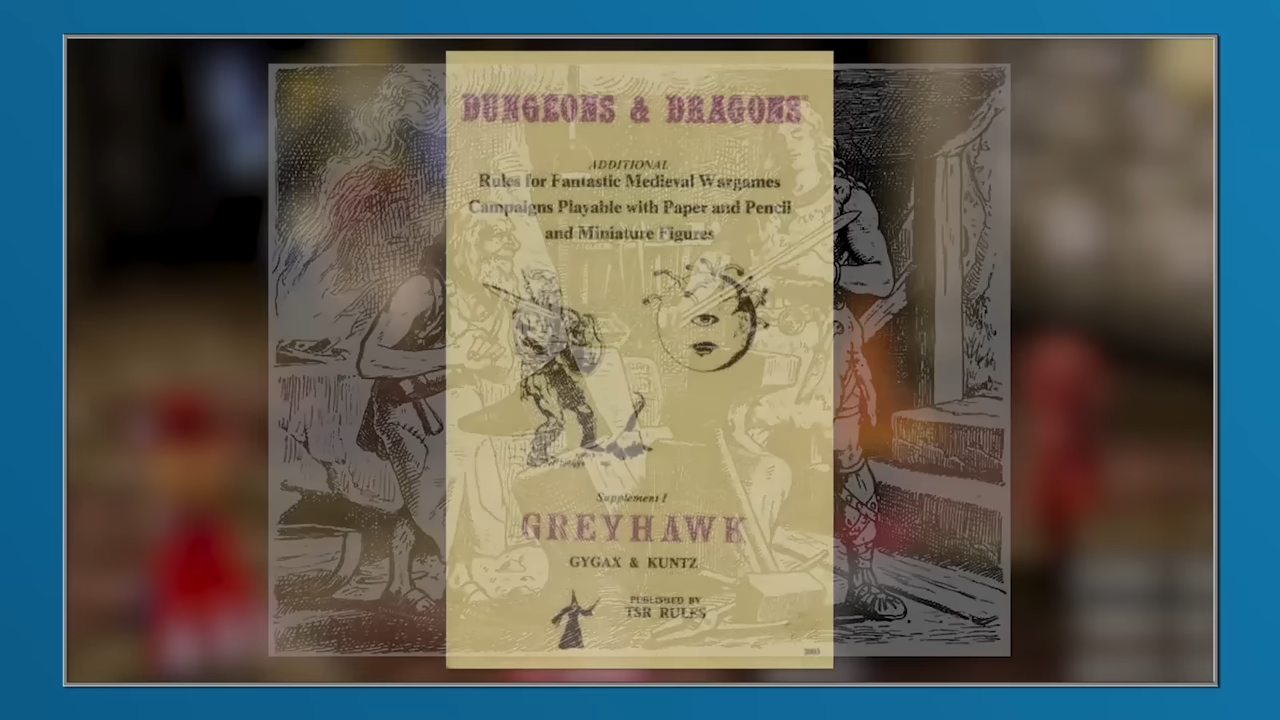 DUNGEONS & DRAGONS
ADDITIONAL
Rules for Fantastic Medieval Wargames
Campaigns Playable with Paper and Pencil
and Miniature Figures
Supplement I
GREYHAWK
GYGAX & KUNTZ
PUBLISHED BY
TSR RULES
2003